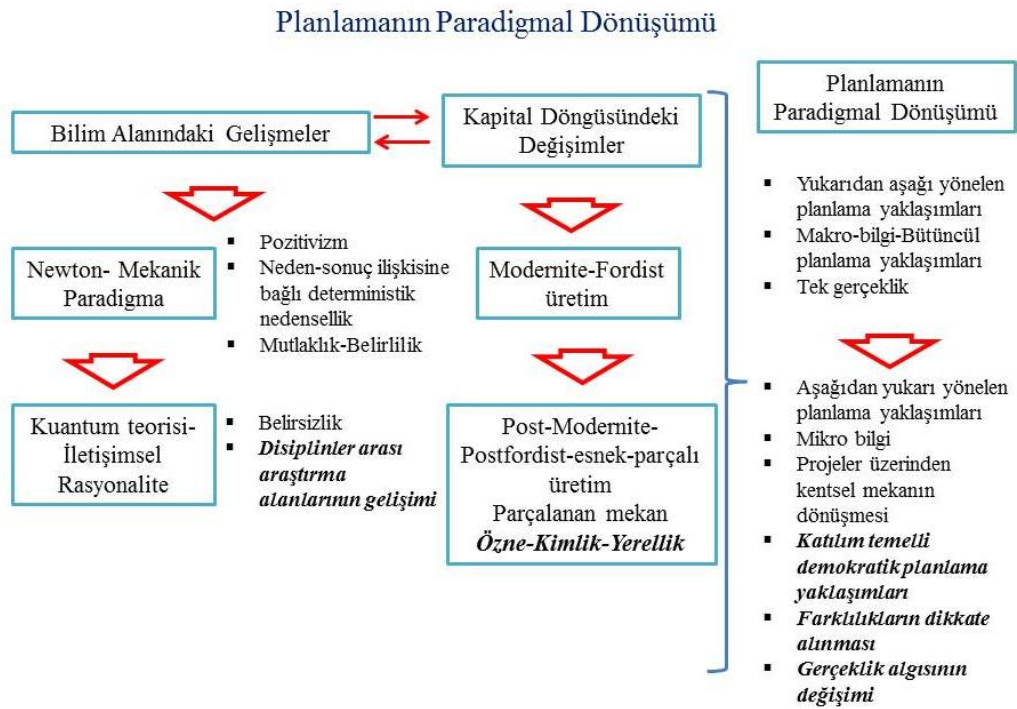 Planlamanın Paradigmal Dönüşümü
Bilim Alanındaki Gelişmeler
Newton- Mekanik
Paradigma
▪ Pozitivizm
▪ Neden-sonuç ilişkisine
bağlı deterministik
nedensellik
▪ Mutlaklık-Belirlilik
Kuantum teorisi-
İletişimsel
Rasyonalite
▪ Belirsizlik
▪ Disiplinler arası
araştırma
alanlarının gelişimi
Kapital Döngüsündeki
Değişimler
Modernite-Fordist
üretim
Post-Modernite-
Postfordist-esnek-parçalı
üretim
Parçalanan mekan
Özne-Kimlik-Yerellik
Planlamanın
Paradigmal Dönüşümü
▪ Yukarıdan aşağı yönelen
planlama yaklaşımları
▪ Makro-bilgi-Bütüncül
planlama yaklaşımları
▪ Tek gerçeklik
▪ Aşağıdan yukarı yönelen
planlama yaklaşımları
▪ Mikro bilgi
▪ Projeler üzerinden
kentsel mekanın
dönüşmesi
▪ Katılım temelli
demokratik planlama
yaklaşımları
▪ Farklılıkların dikkate
alınması
▪ Gerçeklik algısının
değişimi